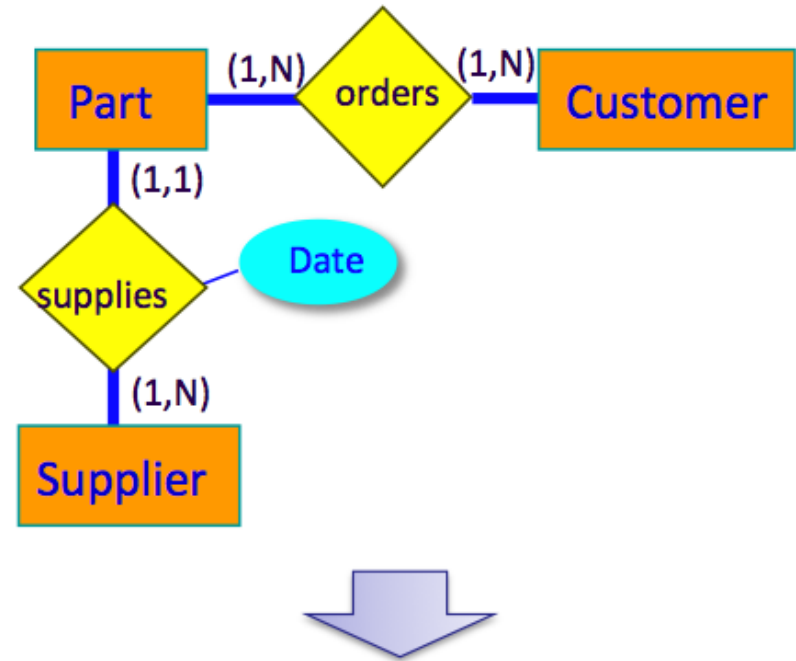 (1,N)
(1,N)
Part
orders
Customer
(1,1)
Date
supplies
(1,N)
Supplier